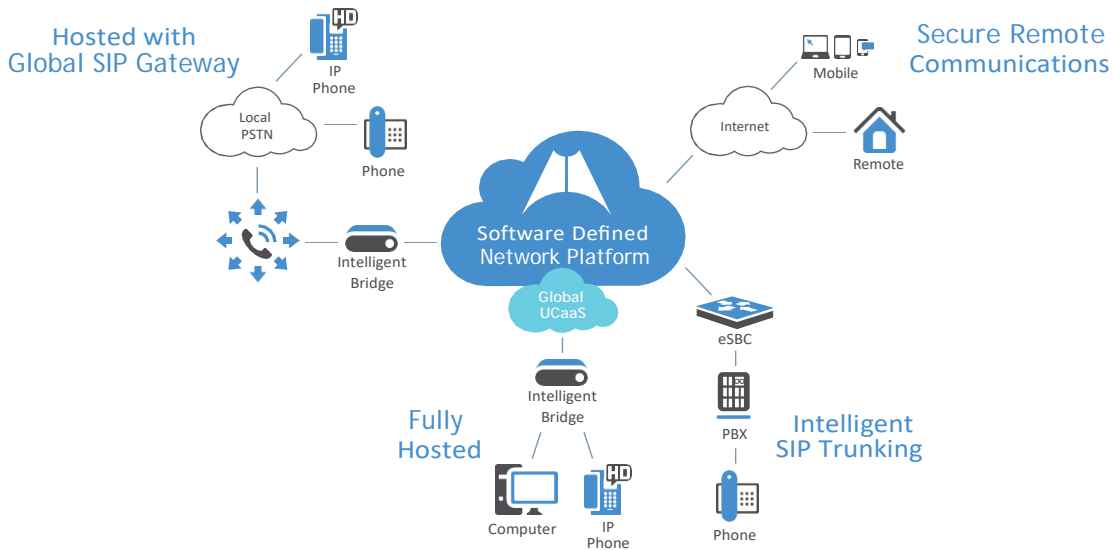 Hosted with
Global SIP Gateway
HD
IP
Phone
Local
PSTN
Phone
Intelligent
Bridge
Software Defined
Network Platform
Global
UCaaS
Secure Remote
Communications
Mobile
Internet
Remote
eSBC
PBX
Phone
Intelligent
SIP Trunking
Intelligent
Bridge
Fully
Hosted
Computer
HD
IP
Phone